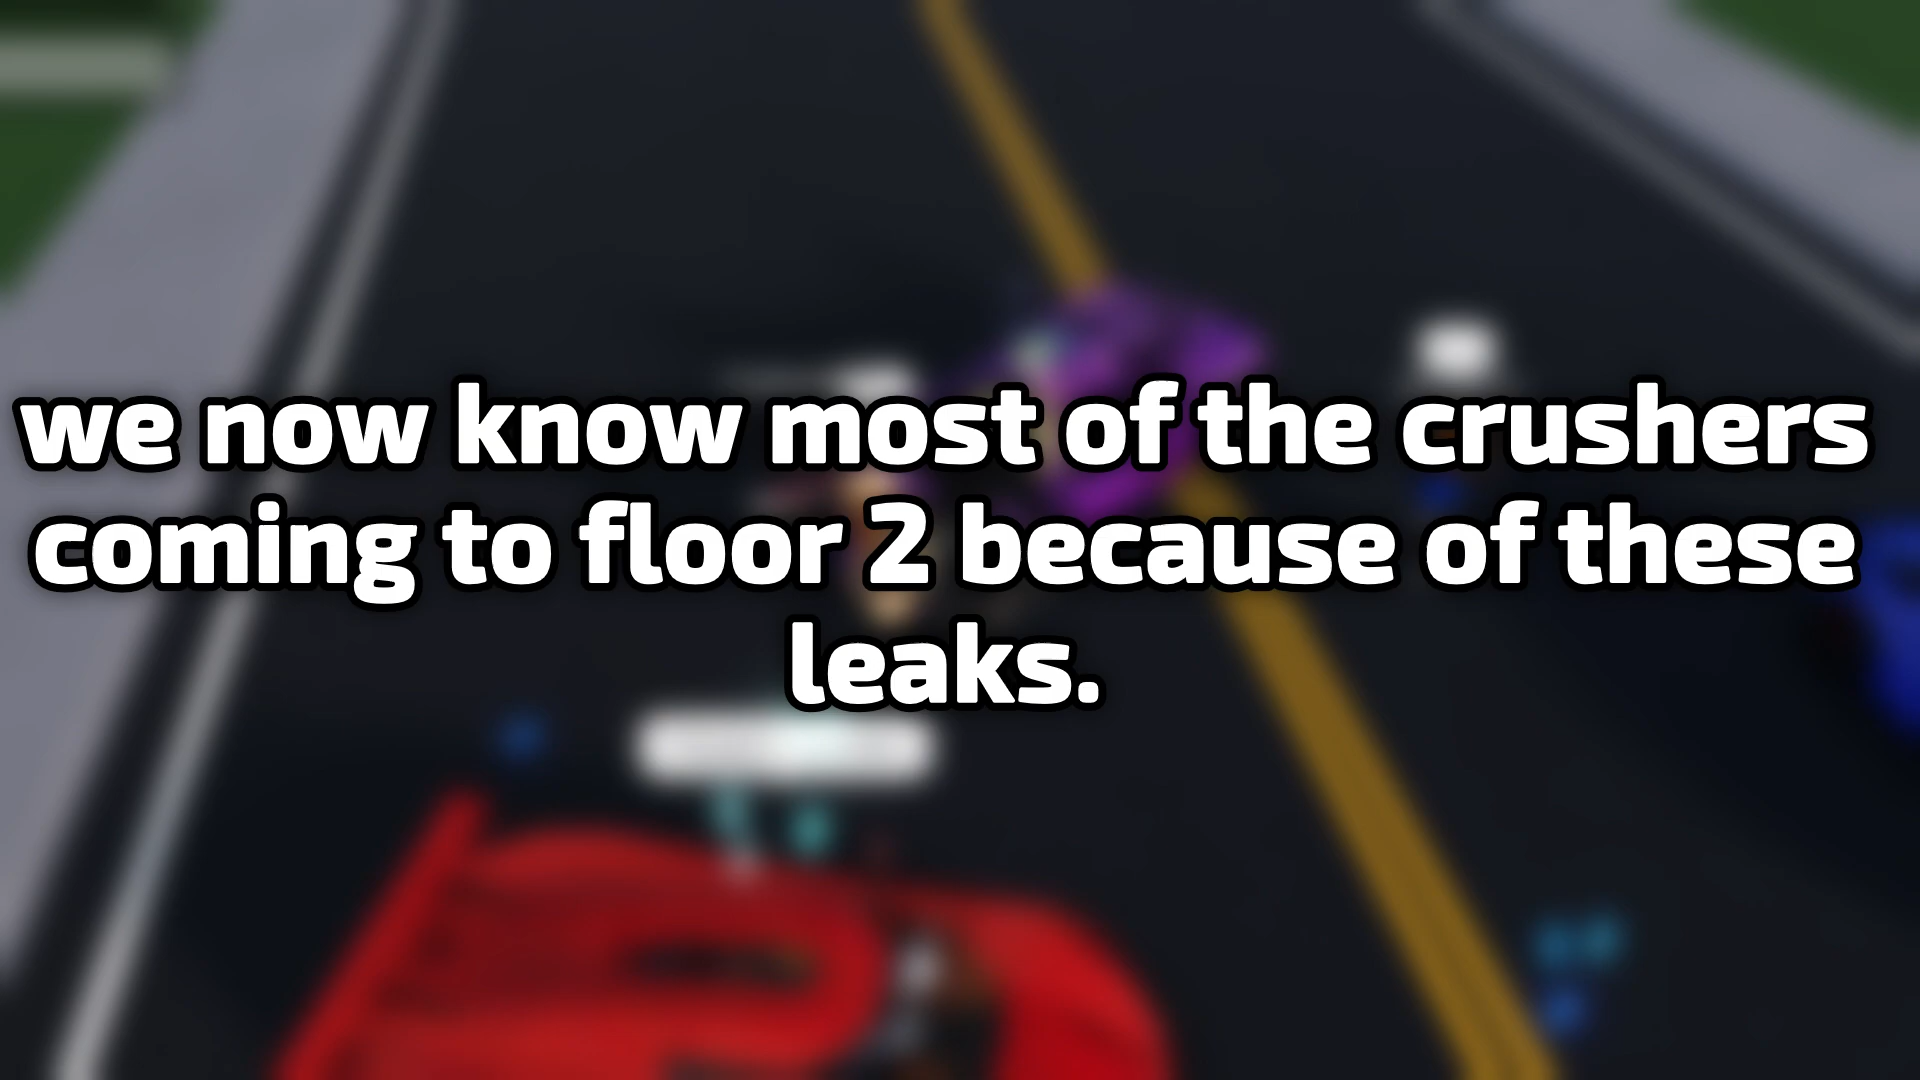 we now know most of the crushers
coming to floor 2 because of these
leaks.